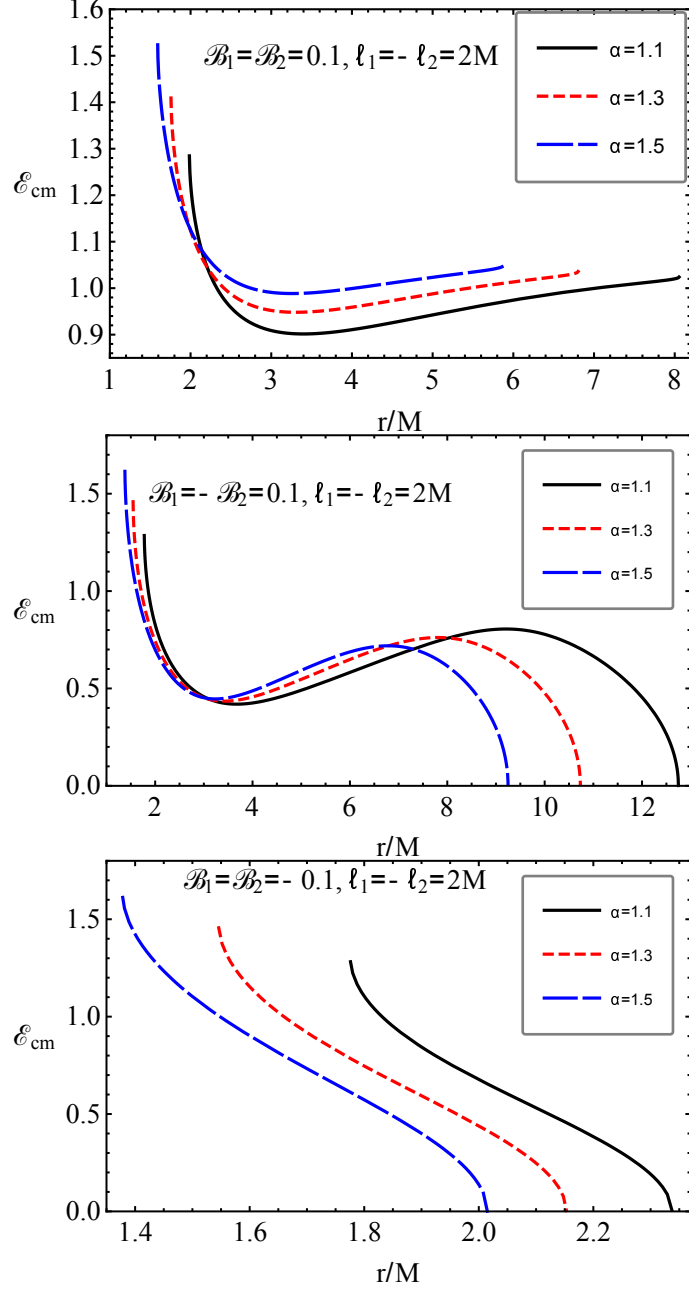 1.6
1.5
1.4
1.3
1.2
1.1
1.0
0.9
ℰcm
ℬ₁=ℬ₂=0.1, ℓ₁=- ℓ₂=2M
α=1.1
α=1.3
α=1.5
1 2 3 4 5 6 7 8
r/M
1.5
1.0
0.5
0.0
ℰcm
ℬ₁=- ℬ₂=0.1, ℓ₁=- ℓ₂=2M
α=1.1
α=1.3
α=1.5
2 4 6 8 10 12
r/M
1.5
1.0
0.5
0.0
ℰcm
ℬ₁=ℬ₂=- 0.1, ℓ₁=- ℓ₂=2M
α=1.1
α=1.3
α=1.5
1.4 1.6 1.8 2.0 2.2
r/M